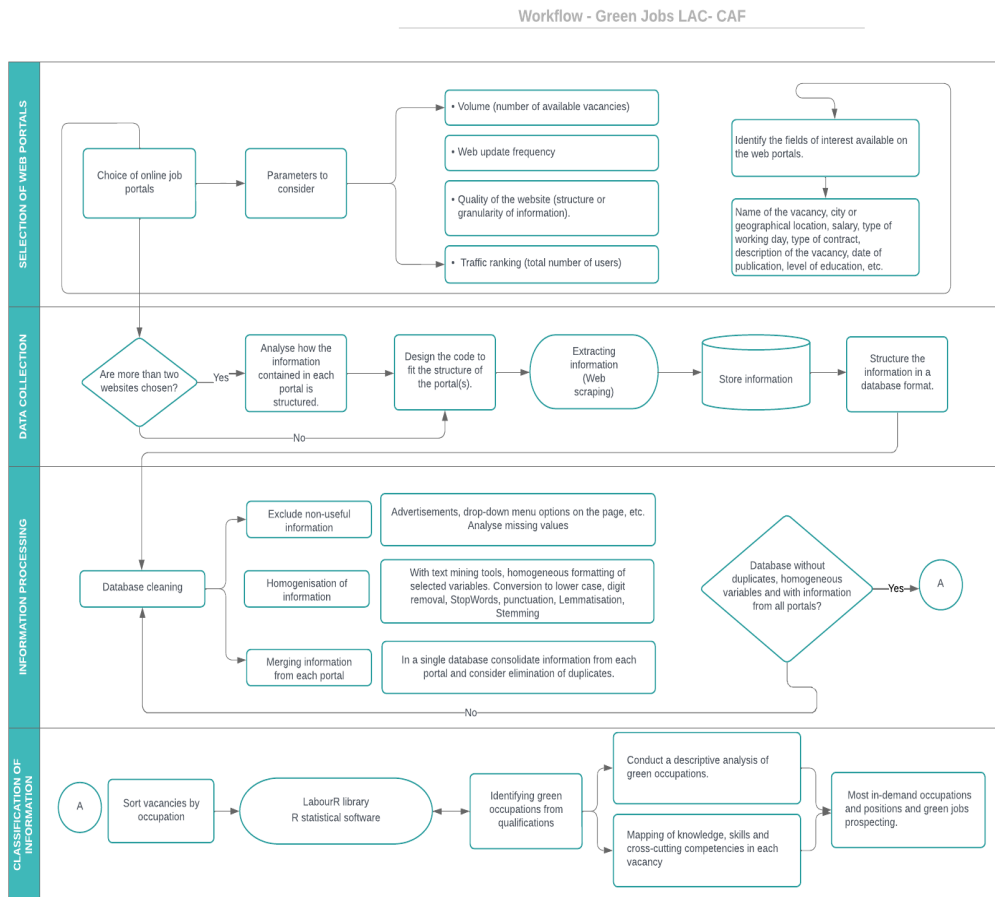 Workflow - Green Jobs LAC- CAF
SELECTION OF WEB PORTALS
Choice of online job
portals
Parameters to
consider
• Volume (number of available vacancies)
• Web update frequency
• Quality of the website (structure or
granularity of information).
• Traffic ranking (total number of users)
Identify the fields of interest available on
the web portals.
Name of the vacancy, city or
geographical location, salary, type of
working day, type of contract,
description of the vacancy, date of
publication, level of education, etc.
DATA COLLECTION
Are more than two
websites chosen?
Yes
No
Analyse how the
information
contained in each
portal is
structured.
Design the code to
fit the structure of
the portal(s).
Extracting
information
(Web
scraping)
Store information
Structure the
information in a
database format.
INFORMATION PROCESSING
Database cleaning
Exclude non-useful
information
Advertisements, drop-down menu options on the page, etc.
Analyse missing values
Homogenisation of
information
With text mining tools, homogeneous formatting of
selected variables. Conversion to lower case, digit
removal, StopWords, punctuation, Lemmatisation,
Stemming
Merging information
from each portal
In a single database consolidate information from each
portal and consider elimination of duplicates.
Database without
duplicates, homogeneous
variables and with information
from all portals?
Yes
A
No
CLASSIFICATION OF
INFORMATION
A
Sort vacancies by
occupation
LabourR library
R statistical software
Identifying green
occupations from
qualifications
Conduct a descriptive analysis of
green occupations.
Mapping of knowledge, skills and
cross-cutting competencies in each
vacancy
Most in-demand occupations
and positions and green jobs
prospecting.